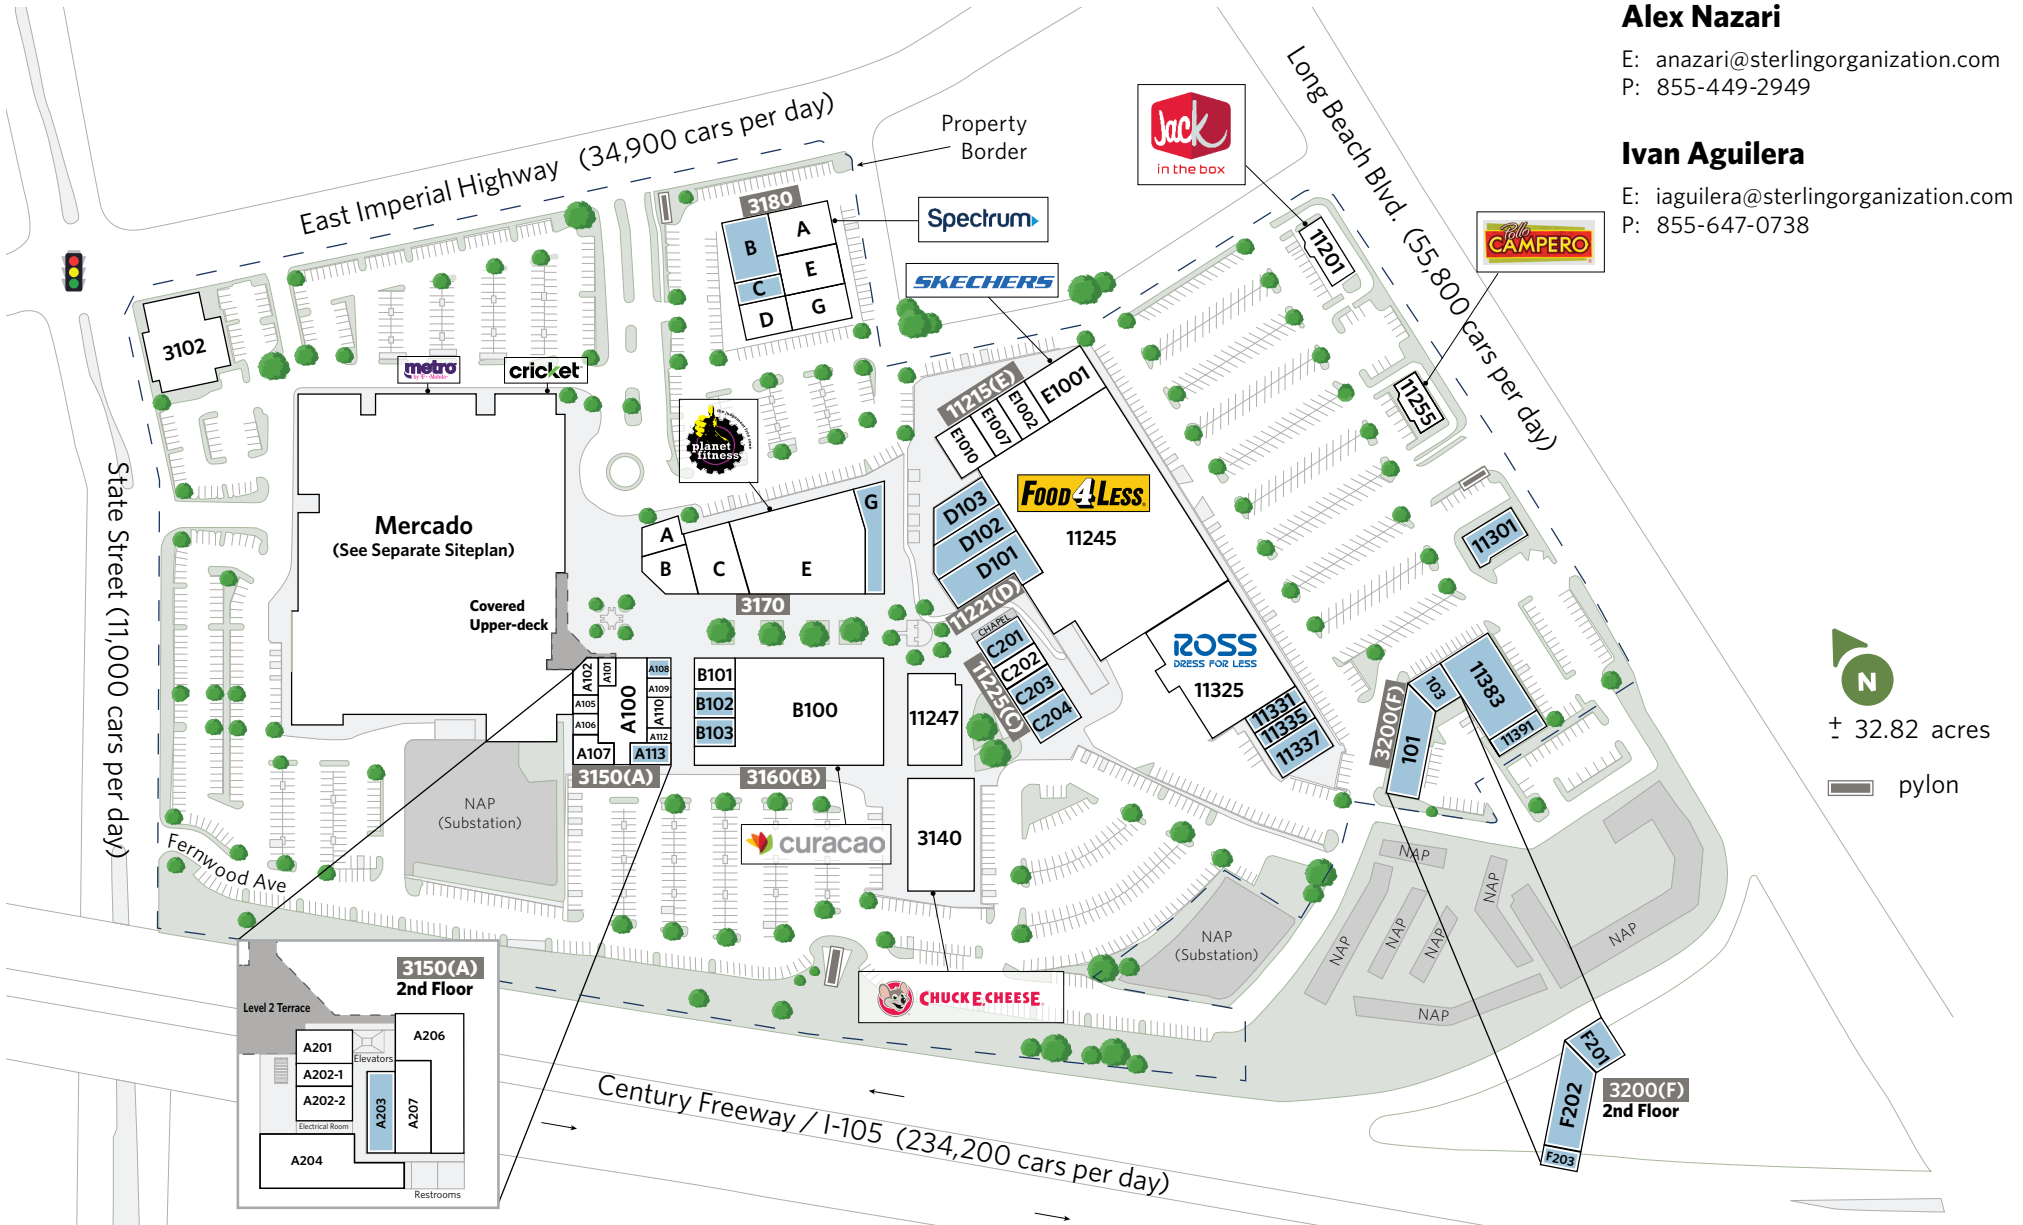 Alex Nazari
E: anazari@sterlingorganization.com
P: 855-449-2949
Ivan Aguilera
E: iaguilera@sterlingorganization.com
P: 855-647-0738
East Imperial Highway (34,900 cars per day)
Property
Border
Long Beach Blvd. (55,800 cars per day)
Jack
in the box
Pollo
CAMPERO
Spectrum
SKECHERS
3180
A
B
C
D
E
G
11201
11255
3102
metro
by T-Mobile
cricket
planet
fitness
11215(E)
E1001
E1002
E1007
E1010
FOOD 4 LESS
11245
D103
D102
D101
11221(D)
Mercado
(See Separate Siteplan)
State Street (11,000 cars per day)
A
B
C
E
G
3170
Covered
Upper-deck
11301
CHAPEL
C201
C202
C203
C204
11225(C)
ROSS
DRESS FOR LESS
11325
11331
11335
11337
A102
A101
A105
A106
A107
A100
A108
A109
A110
A112
A113
3150(A)
B101
B102
B103
B100
3160(B)
11247
3140
3200(F)
101
103
11383
11391
N
± 32.82 acres
pylon
NAP
(Substation)
curacao
CHUCK E. CHEESE
Fernwood Ave
NAP
(Substation)
NAP
NAP
NAP
NAP
NAP
NAP
NAP
3150(A)
2nd Floor
Level 2 Terrace
A201
A202-1
A202-2
Electrical Room
Elevators
A203
A204
A206
A207
Restrooms
F201
F202
F203
3200(F)
2nd Floor
Century Freeway / I-105 (234,200 cars per day)